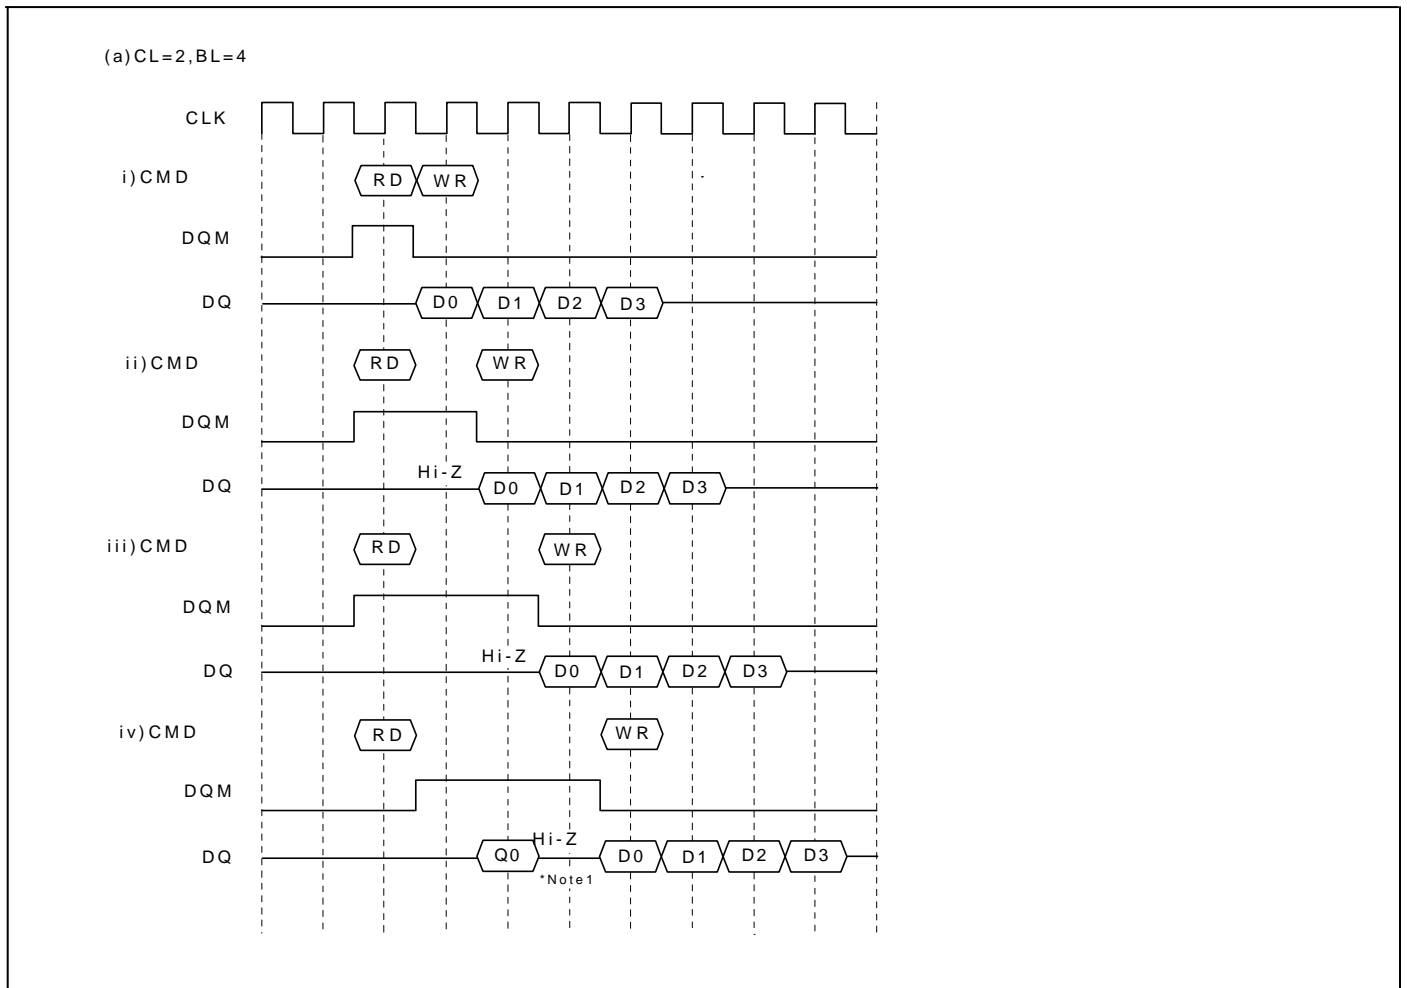 (a)CL=2,BL=4
CLK
i)CMD RD WR
DQM
DQ D0 D1 D2 D3
ii)CMD RD WR
DQM
Hi-Z
DQ D0 D1 D2 D3
iii)CMD RD WR
DQM
Hi-Z
DQ D0 D1 D2 D3
iv)CMD RD WR
DQM
Hi-Z
DQ Q0 D0 D1 D2 D3
*Note1